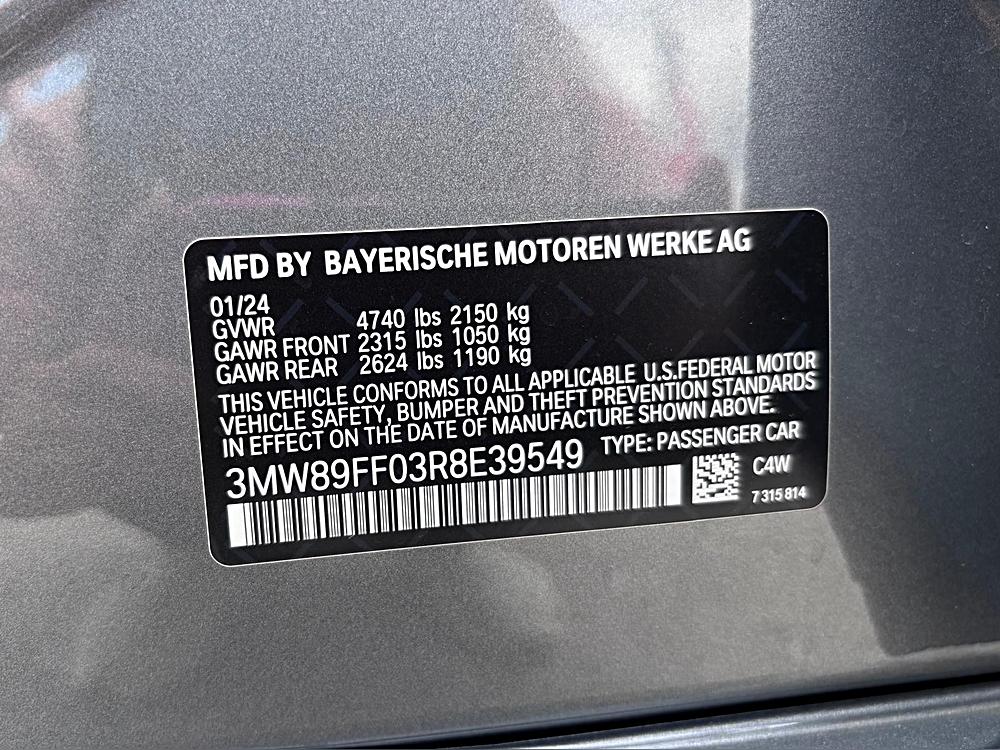 MFD BY BAYERISCHE MOTOREN WERKE AG
01/24
GVWR 4740 lbs 2150 kg
GAWR FRONT 2315 lbs 1050 kg
GAWR REAR 2624 lbs 1190 kg
THIS VEHICLE CONFORMS TO ALL APPLICABLE U.S.FEDERAL MOTOR
VEHICLE SAFETY, BUMPER AND THEFT PREVENTION STANDARDS
IN EFFECT ON THE DATE OF MANUFACTURE SHOWN ABOVE.
3MW89FF03R8E39549 TYPE: PASSENGER CAR
C4W
7 315 814